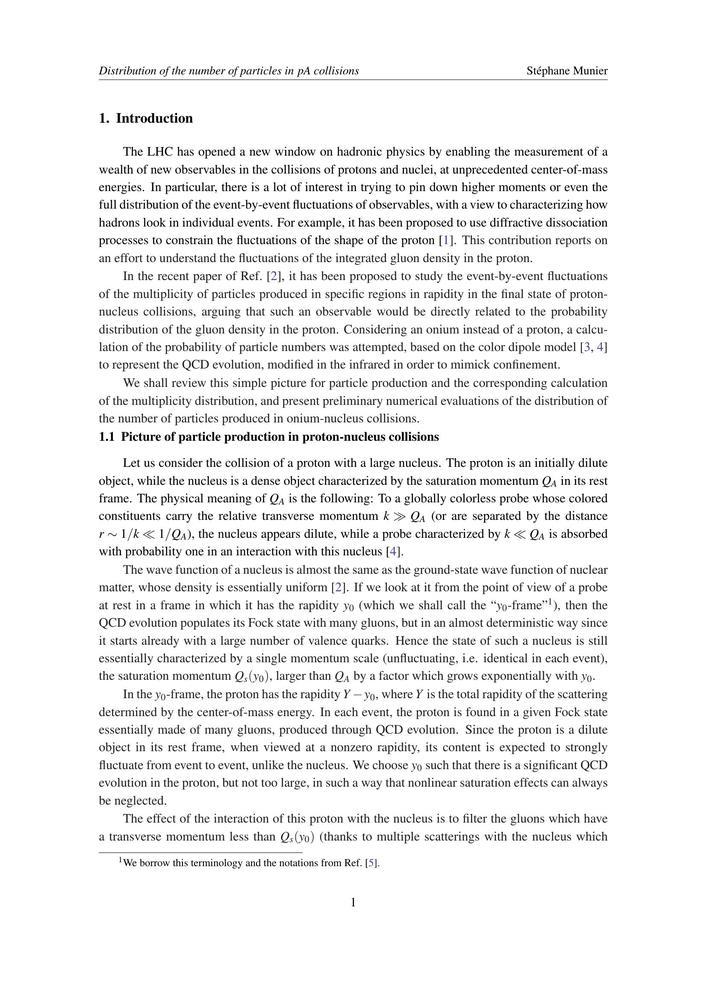 Distribution of the number of particles in pA collisions Stéphane Munier
1. Introduction
The LHC has opened a new window on hadronic physics by enabling the measurement of a
wealth of new observables in the collisions of protons and nuclei, at unprecedented center-of-mass
energies. In particular, there is a lot of interest in trying to pin down higher moments or even the
full distribution of the event-by-event fluctuations of observables, with a view to characterizing how
hadrons look in individual events. For example, it has been proposed to use diffractive dissociation
processes to constrain the fluctuations of the shape of the proton [1]. This contribution reports on
an effort to understand the fluctuations of the integrated gluon density in the proton.
In the recent paper of Ref. [2], it has been proposed to study the event-by-event fluctuations
of the multiplicity of particles produced in specific regions in rapidity in the final state of proton-
nucleus collisions, arguing that such an observable would be directly related to the probability
distribution of the gluon density in the proton. Considering an onium instead of a proton, a calcu-
lation of the probability of particle numbers was attempted, based on the color dipole model [3, 4]
to represent the QCD evolution, modified in the infrared in order to mimick confinement.
We shall review this simple picture for particle production and the corresponding calculation
of the multiplicity distribution, and present preliminary numerical evaluations of the distribution of
the number of particles produced in onium-nucleus collisions.
1.1 Picture of particle production in proton-nucleus collisions
Let us consider the collision of a proton with a large nucleus. The proton is an initially dilute
object, while the nucleus is a dense object characterized by the saturation momentum Q_A in its rest
frame. The physical meaning of Q_A is the following: To a globally colorless probe whose colored
constituents carry the relative transverse momentum k ≫ Q_A (or are separated by the distance
r ∼ 1/k ≪ 1/Q_A), the nucleus appears dilute, while a probe characterized by k ≪ Q_A is absorbed
with probability one in an interaction with this nucleus [4].
The wave function of a nucleus is almost the same as the ground-state wave function of nuclear
matter, whose density is essentially uniform [2]. If we look at it from the point of view of a probe
at rest in a frame in which it has the rapidity y₀ (which we shall call the “y₀-frame”¹), then the
QCD evolution populates its Fock state with many gluons, but in an almost deterministic way since
it starts already with a large number of valence quarks. Hence the state of such a nucleus is still
essentially characterized by a single momentum scale (unfluctuating, i.e. identical in each event),
the saturation momentum Q_s(y₀), larger than Q_A by a factor which grows exponentially with y₀.
In the y₀-frame, the proton has the rapidity Y − y₀, where Y is the total rapidity of the scattering
determined by the center-of-mass energy. In each event, the proton is found in a given Fock state
essentially made of many gluons, produced through QCD evolution. Since the proton is a dilute
object in its rest frame, when viewed at a nonzero rapidity, its content is expected to strongly
fluctuate from event to event, unlike the nucleus. We choose y₀ such that there is a significant QCD
evolution in the proton, but not too large, in such a way that nonlinear saturation effects can always
be neglected.
The effect of the interaction of this proton with the nucleus is to filter the gluons which have
a transverse momentum less than Q_s(y₀) (thanks to multiple scatterings with the nucleus which
¹We borrow this terminology and the notations from Ref. [5].
1